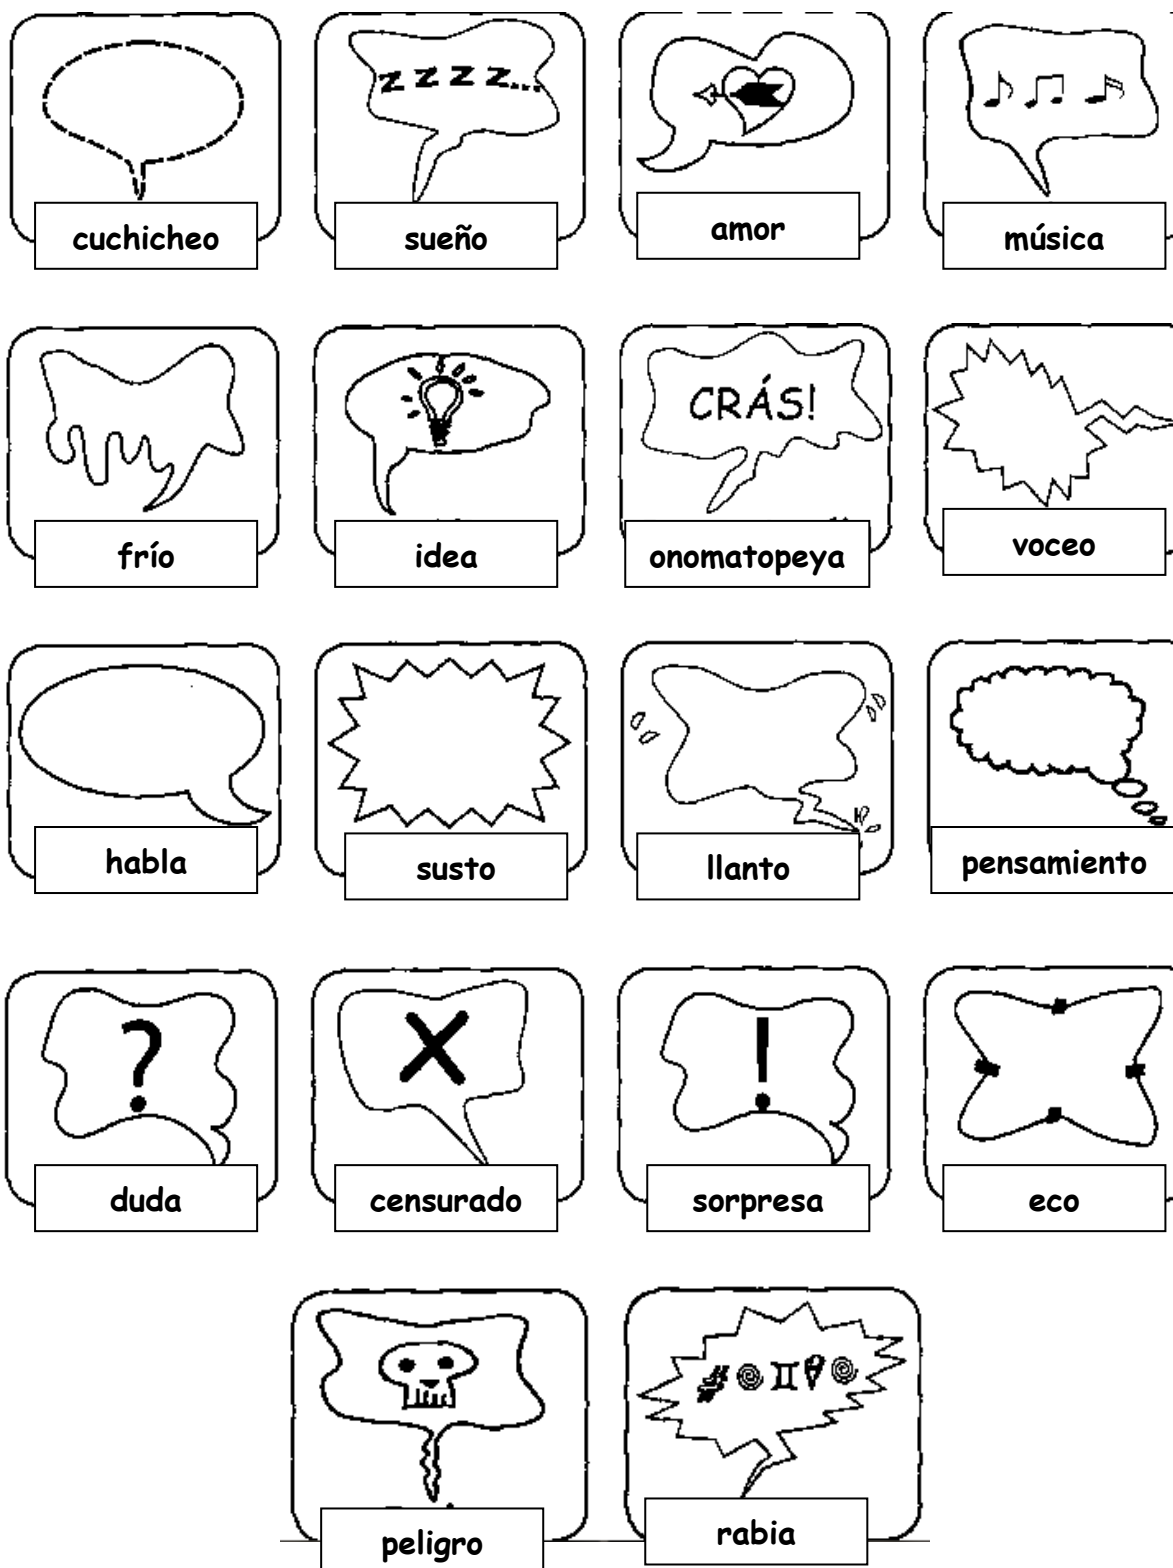 z z z z...
cuchicheo
sueño
amor
música
CRÁS!
frío
idea
onomatopeya
voceo
habla
susto
llanto
pensamiento
?
X
!
duda
censurado
sorpresa
eco
peligro
rabia